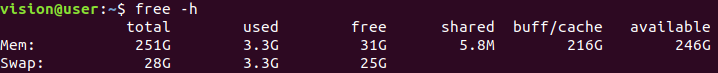 vision@user:~$ free -h
total used free shared buff/cache available
Mem: 251G 3.3G 31G 5.8M 216G 246G
Swap: 28G 3.3G 25G